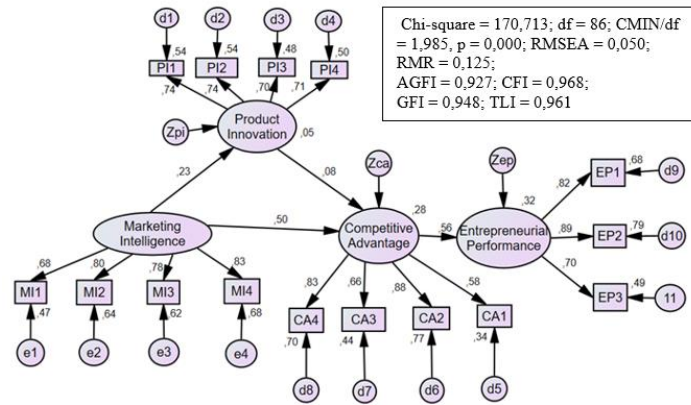 Chi-square = 170,713; df = 86; CMIN/df
= 1,985, p = 0,000; RMSEA = 0,050;
RMR = 0,125;
AGFI = 0,927; CFI = 0,968;
GFI = 0,948; TLI = 0,961
d1 d2 d3 d4
,54 ,54 ,48 ,50
PI1 PI2 PI3 PI4
,74 ,74 ,70 ,71
Product
Innovation
,05
Zpi
,23
,08
Zca
Zep
Marketing
Intelligence
,50
Competitive
Advantage
,28
,56
Entrepreneurial
Performance
,32
,82 EP1 ,68 d9
,89 EP2 ,79 d10
,70 EP3 ,49 11
,68 ,80 ,78 ,83
MI1 MI2 MI3 MI4
,47 ,64 ,62 ,68
e1 e2 e3 e4
,83 ,66 ,88 ,58
CA4 CA3 CA2 CA1
,70 ,44 ,77 ,34
d8 d7 d6 d5